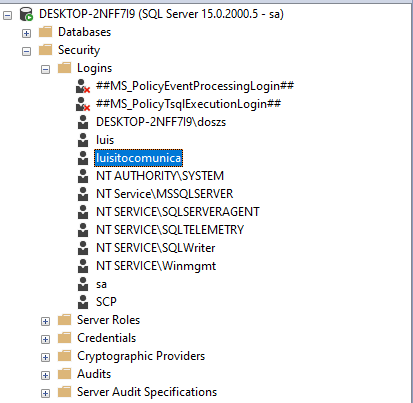 DESKTOP-2NFF7I9 (SQL Server 15.0.2000.5 - sa)
Databases
Security
Logins
##MS_PolicyEventProcessingLogin##
##MS_PolicyTsqlExecutionLogin##
DESKTOP-2NFF7I9\doszs
luis
luisitocomunica
NT AUTHORITY\SYSTEM
NT Service\MSSQLSERVER
NT SERVICE\SQLSERVERAGENT
NT SERVICE\SQLTELEMETRY
NT SERVICE\SQLWriter
NT SERVICE\Winmgmt
sa
SCP
Server Roles
Credentials
Cryptographic Providers
Audits
Server Audit Specifications